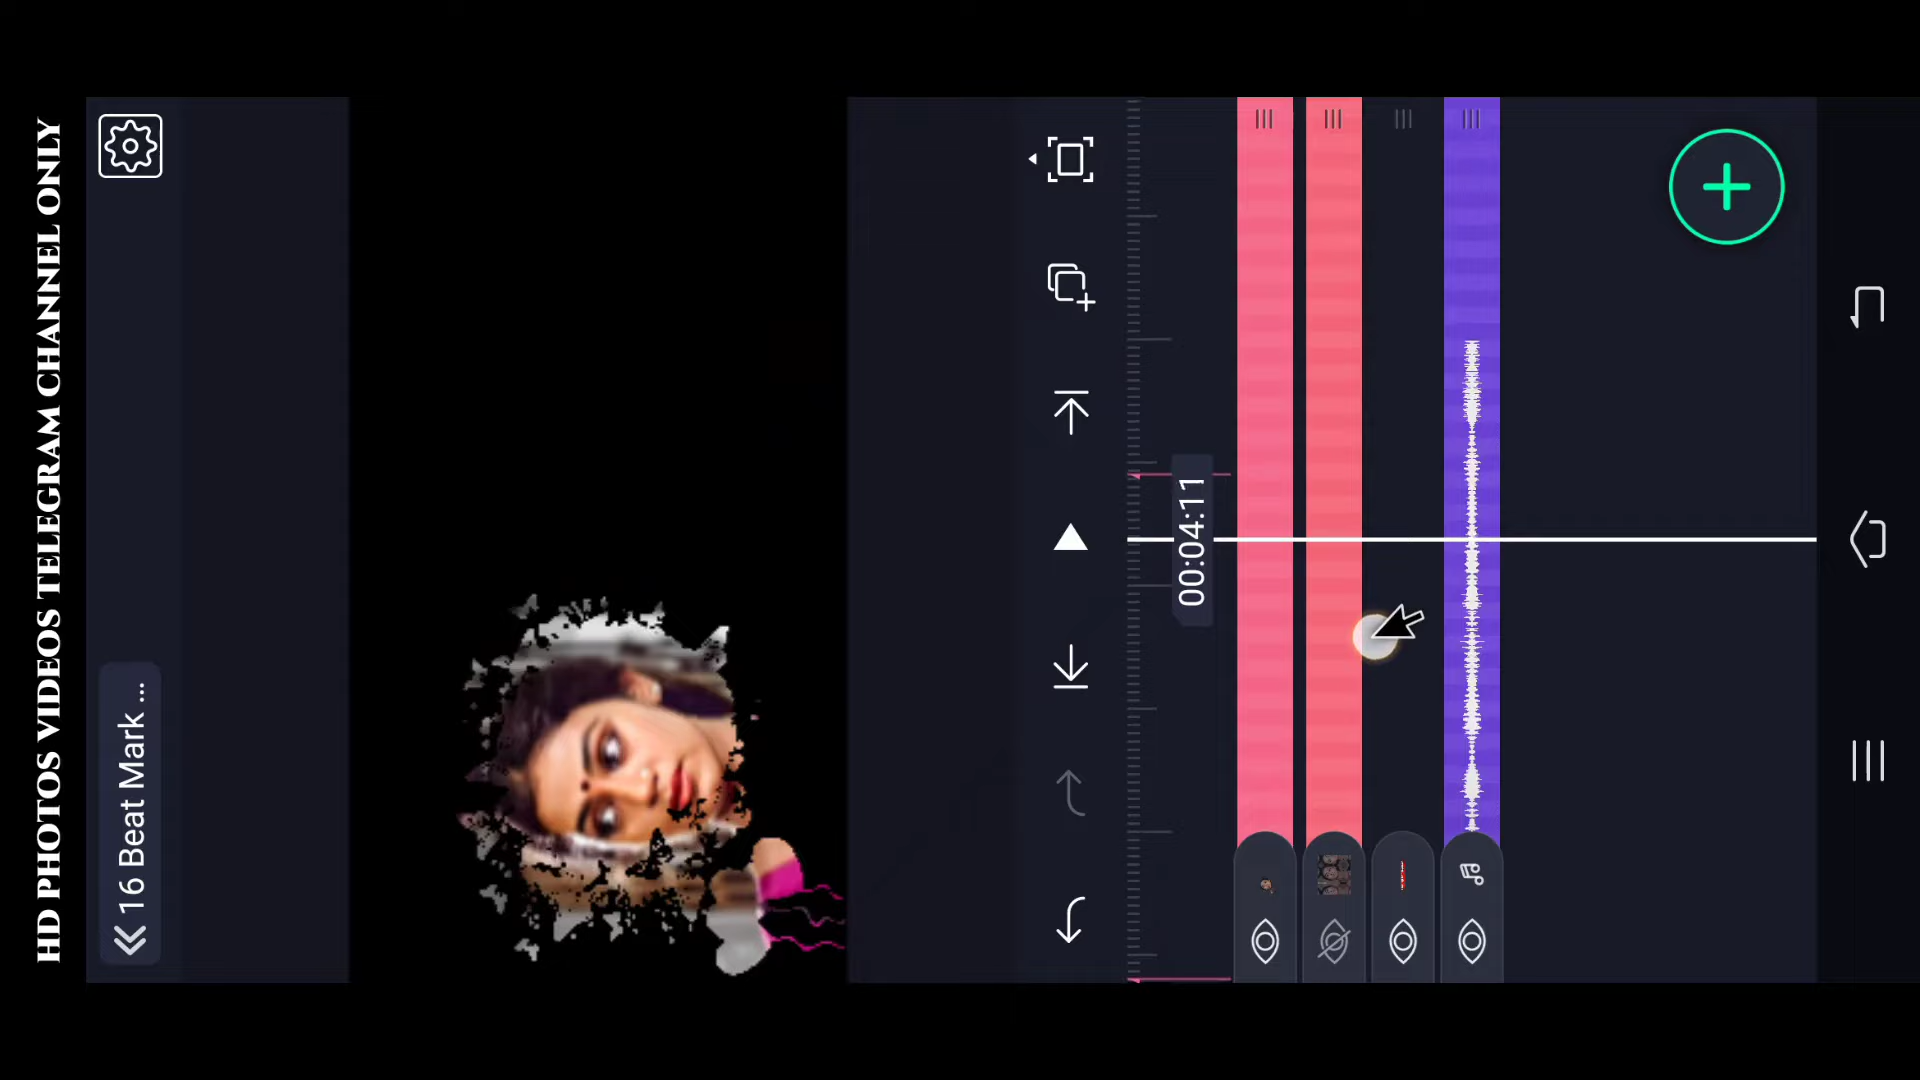 HD PHOTOS VIDEOS TELEGRAM CHANNEL ONLY
16 Beat Mark ...
00:04:11